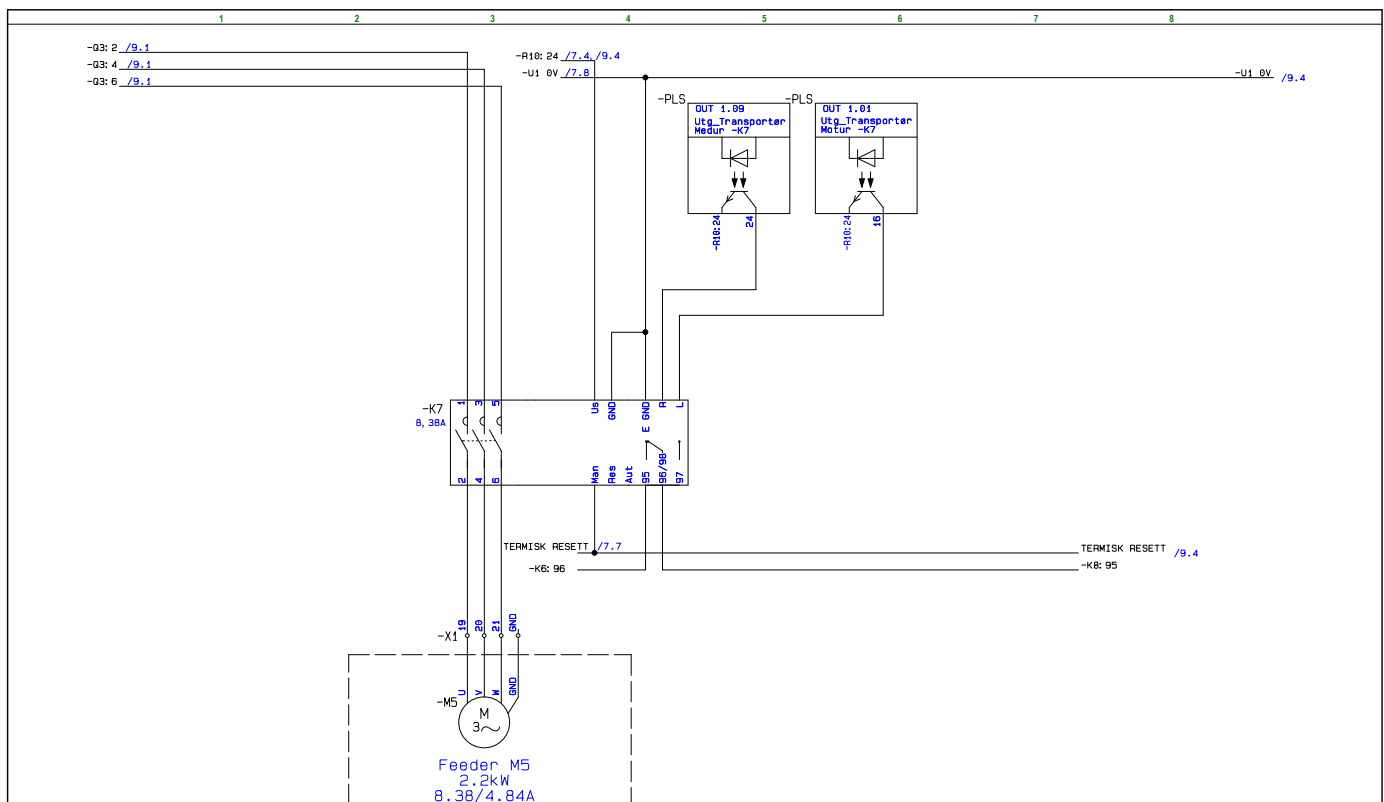 1 2 3 4 5 6 7 8
-Q3:2 /9.1
-Q3:4 /9.1
-Q3:6 /9.1
-R10:24 /7.4,/9.4
-U1 0V /7.8
-U1 0V /9.4
-PLS
OUT 1.09
Utg_Transportør
Medur -K7
-R10:24
24
-PLS
OUT 1.01
Utg_Transportør
Motur -K7
-R10:24
16
-K7
8,38A
1 3 5 Us GND E GND R L
2 4 6 Man Res Aut 95 96/98 97
TERMISK RESETT /7.7
TERMISK RESETT /9.4
-K6:96
-K8:95
-X1 19 20 21 GND
-M5 U V W GND
M
3~
Feeder M5
2.2kW
8.38/4.84A